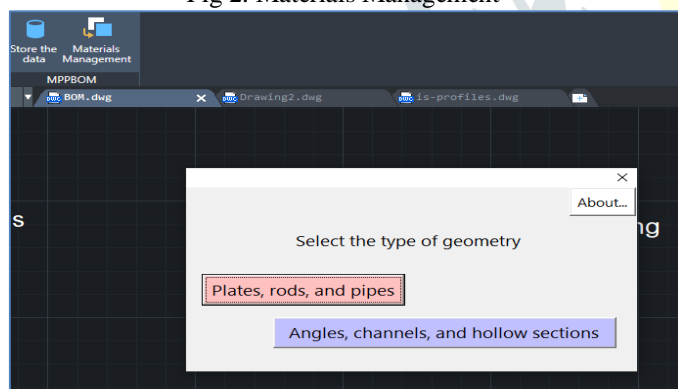 Fig 2. Materials Management
Store the data
Materials Management
MPPBOM
BOM.dwg
Drawing2.dwg
is-profiles.dwg
About...
s
ng
Select the type of geometry
Plates, rods, and pipes
Angles, channels, and hollow sections